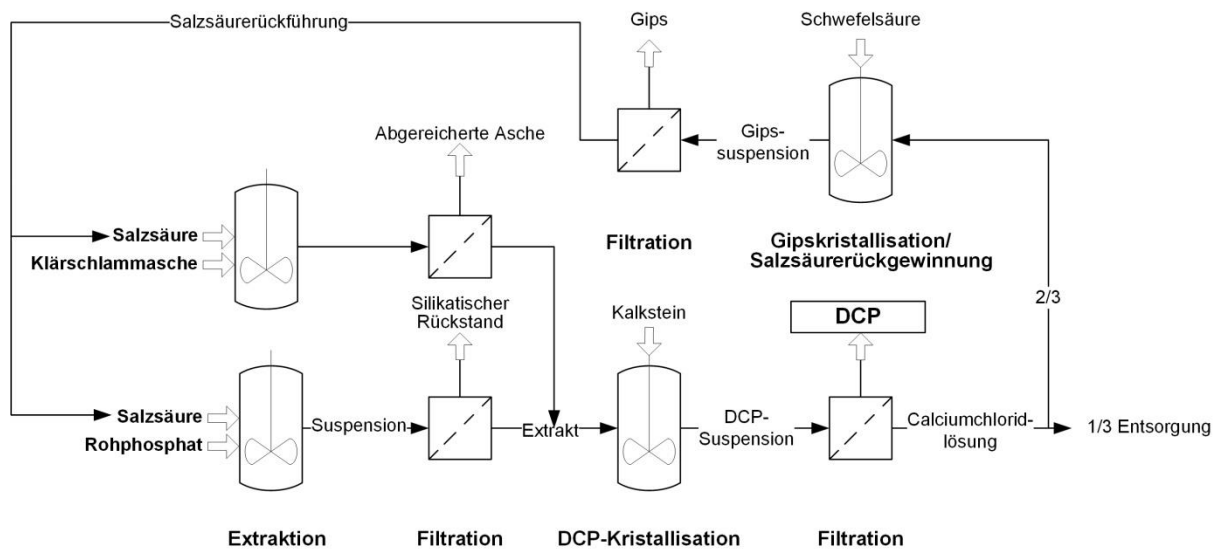 Salzsäurerückführung
Gips
Schwefelsäure
Abgereicherte Asche
Gips-
suspension
Salzsäure
Klärschlammasche
Filtration
Gipskristallisation/
Salzsäurerückgewinnung
Silikatischer
Rückstand
Kalkstein
DCP
2/3
Salzsäure
Rohphosphat
Suspension
Extrakt
DCP-
Suspension
Calciumchlorid-
lösung
1/3 Entsorgung
Extraktion
Filtration
DCP-Kristallisation
Filtration